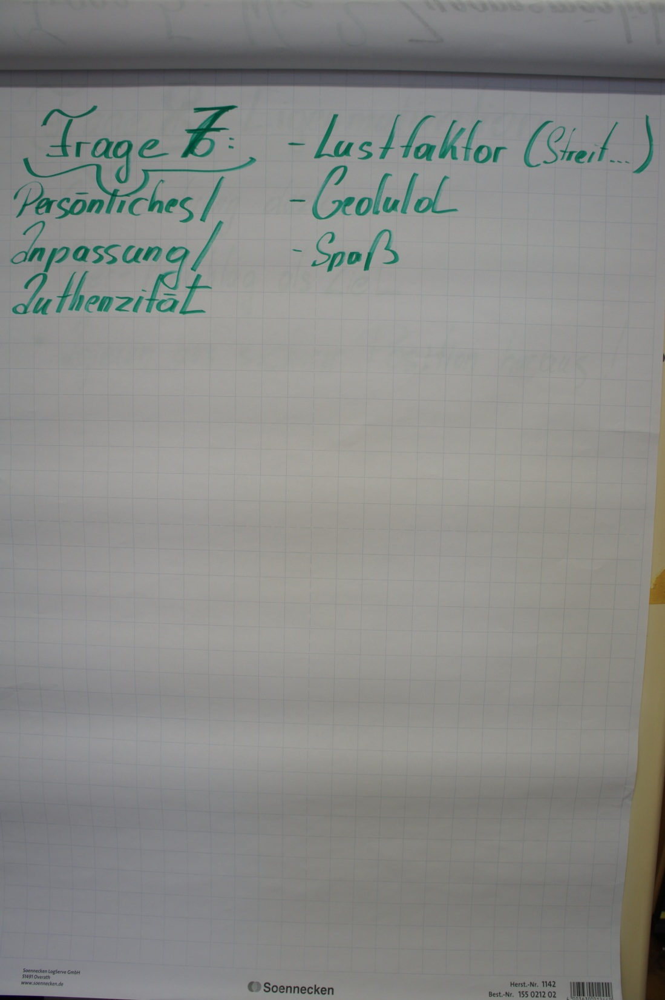 Frage 7:
Persönliches/
Anpassung/
Authenzität
- Lustfaktor (Streit...)
- Geduld
- Spaß
Soennecken LogServe GmbH
51491 Overath
www.soennecken.de
Soennecken
Herst.-Nr. 1142
Best.-Nr. 155 0212 02